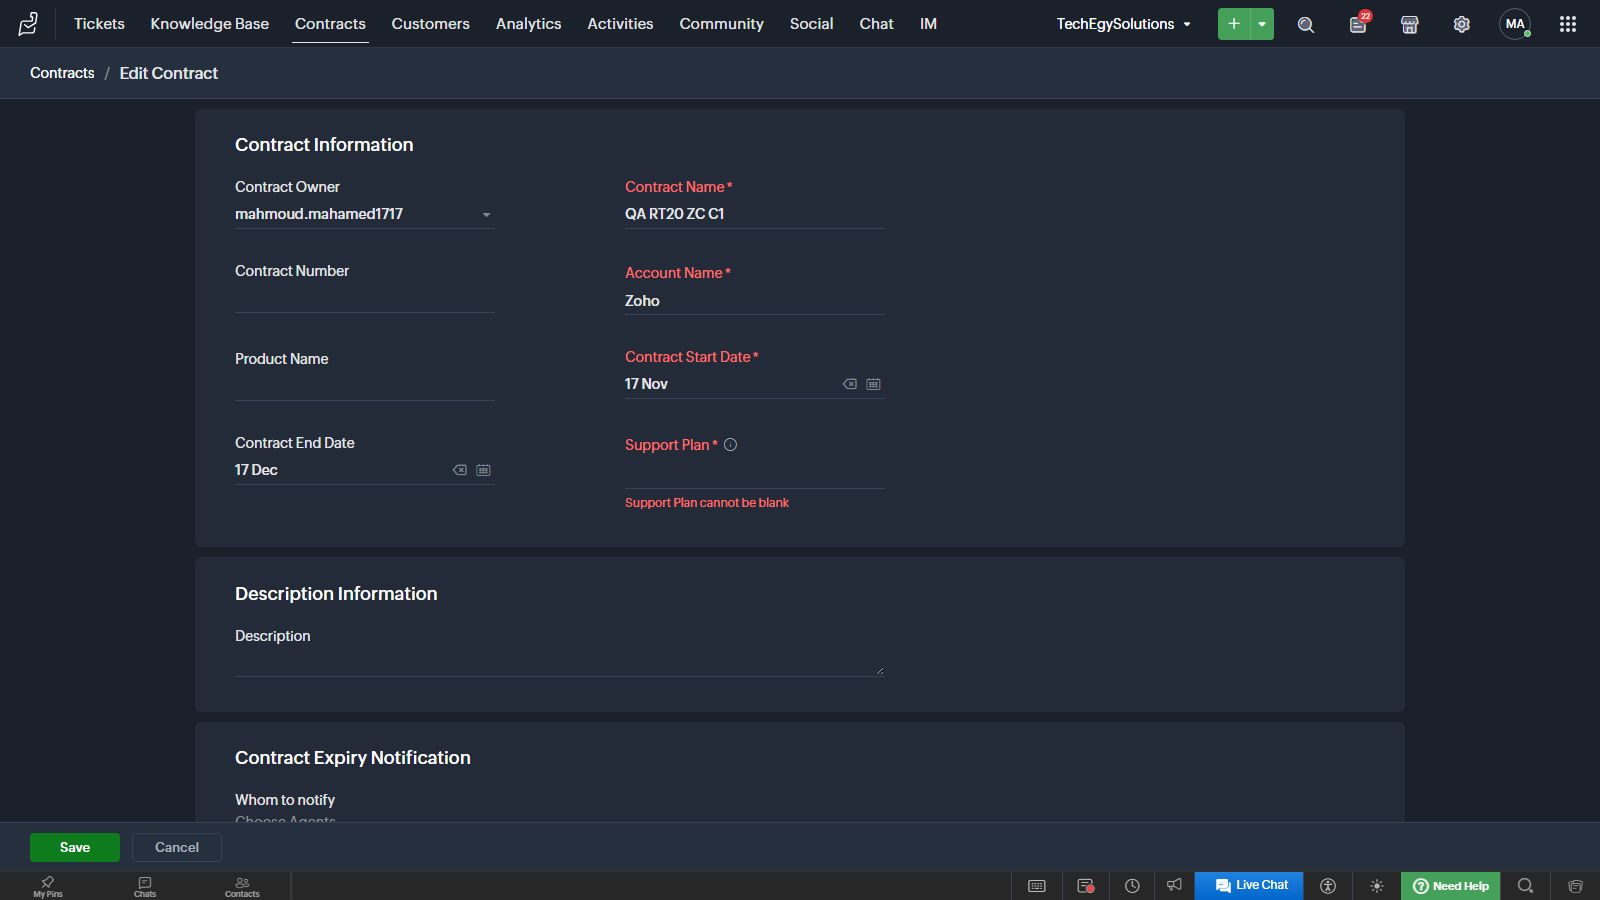 Tickets Knowledge Base Contracts Customers Analytics Activities Community Social Chat IM TechEgySolutions 22 MA
Contracts / Edit Contract
Contract Information
Contract Owner
mahmoud.mahamed1717
Contract Name *
QA RT20 ZC C1
Contract Number
Account Name *
Zoho
Product Name
Contract Start Date *
17 Nov
Contract End Date
17 Dec
Support Plan *
Support Plan cannot be blank
Description Information
Description
Contract Expiry Notification
Whom to notify
Choose Agents
Save Cancel
My Pins Chats Contacts Live Chat Need Help